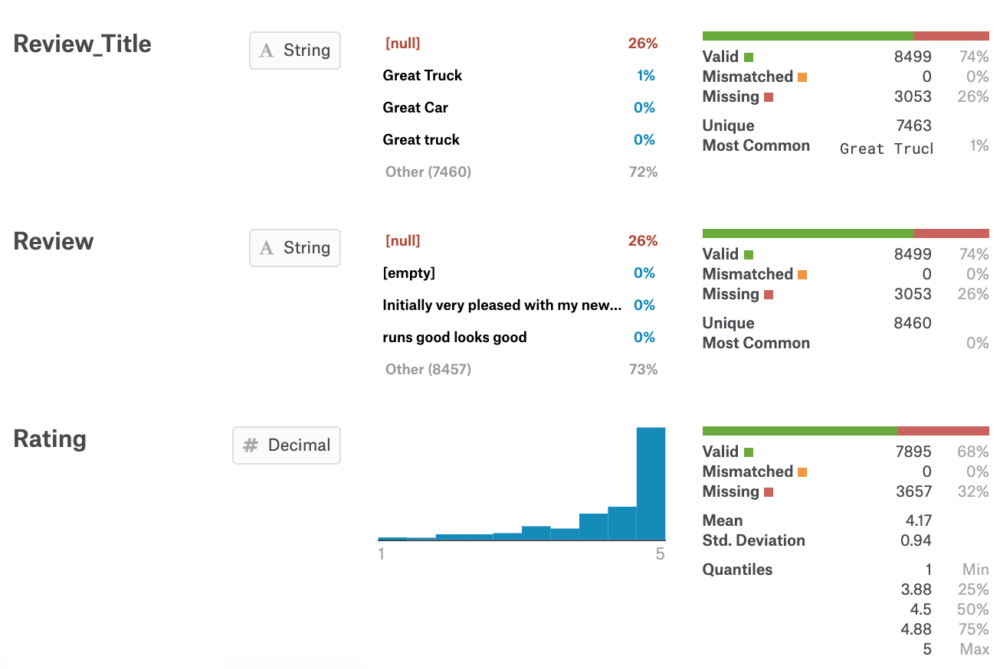 Review_Title
A String
[null] 26%
Great Truck 1%
Great Car 0%
Great truck 0%
Other (7460) 72%
Valid 8499 74%
Mismatched 0 0%
Missing 3053 26%
Unique 7463
Most Common Great Trucl 1%
Review
A String
[null] 26%
[empty] 0%
Initially very pleased with my new... 0%
runs good looks good 0%
Other (8457) 73%
Valid 8499 74%
Mismatched 0 0%
Missing 3053 26%
Unique 8460
Most Common 0%
Rating
# Decimal
1 5
Valid 7895 68%
Mismatched 0 0%
Missing 3657 32%
Mean 4.17
Std. Deviation 0.94
Quantiles 1 Min
3.88 25%
4.5 50%
4.88 75%
5 Max